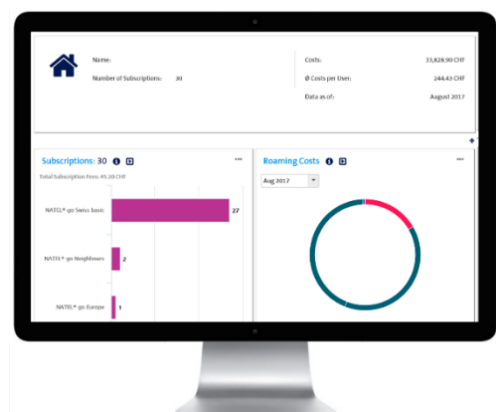 Name:
Number of Subscriptions: 30
Costs: 33,828.90 CHF
Ø Costs per User: 244.43 CHF
Data as of: August 2017
Subscriptions: 30
Total Subscription Fees: 45.20 CHF
NATEL® go Swiss basic 27
NATEL® go Neighbours 2
NATEL® go Europe 1
Roaming Costs
Aug 2017